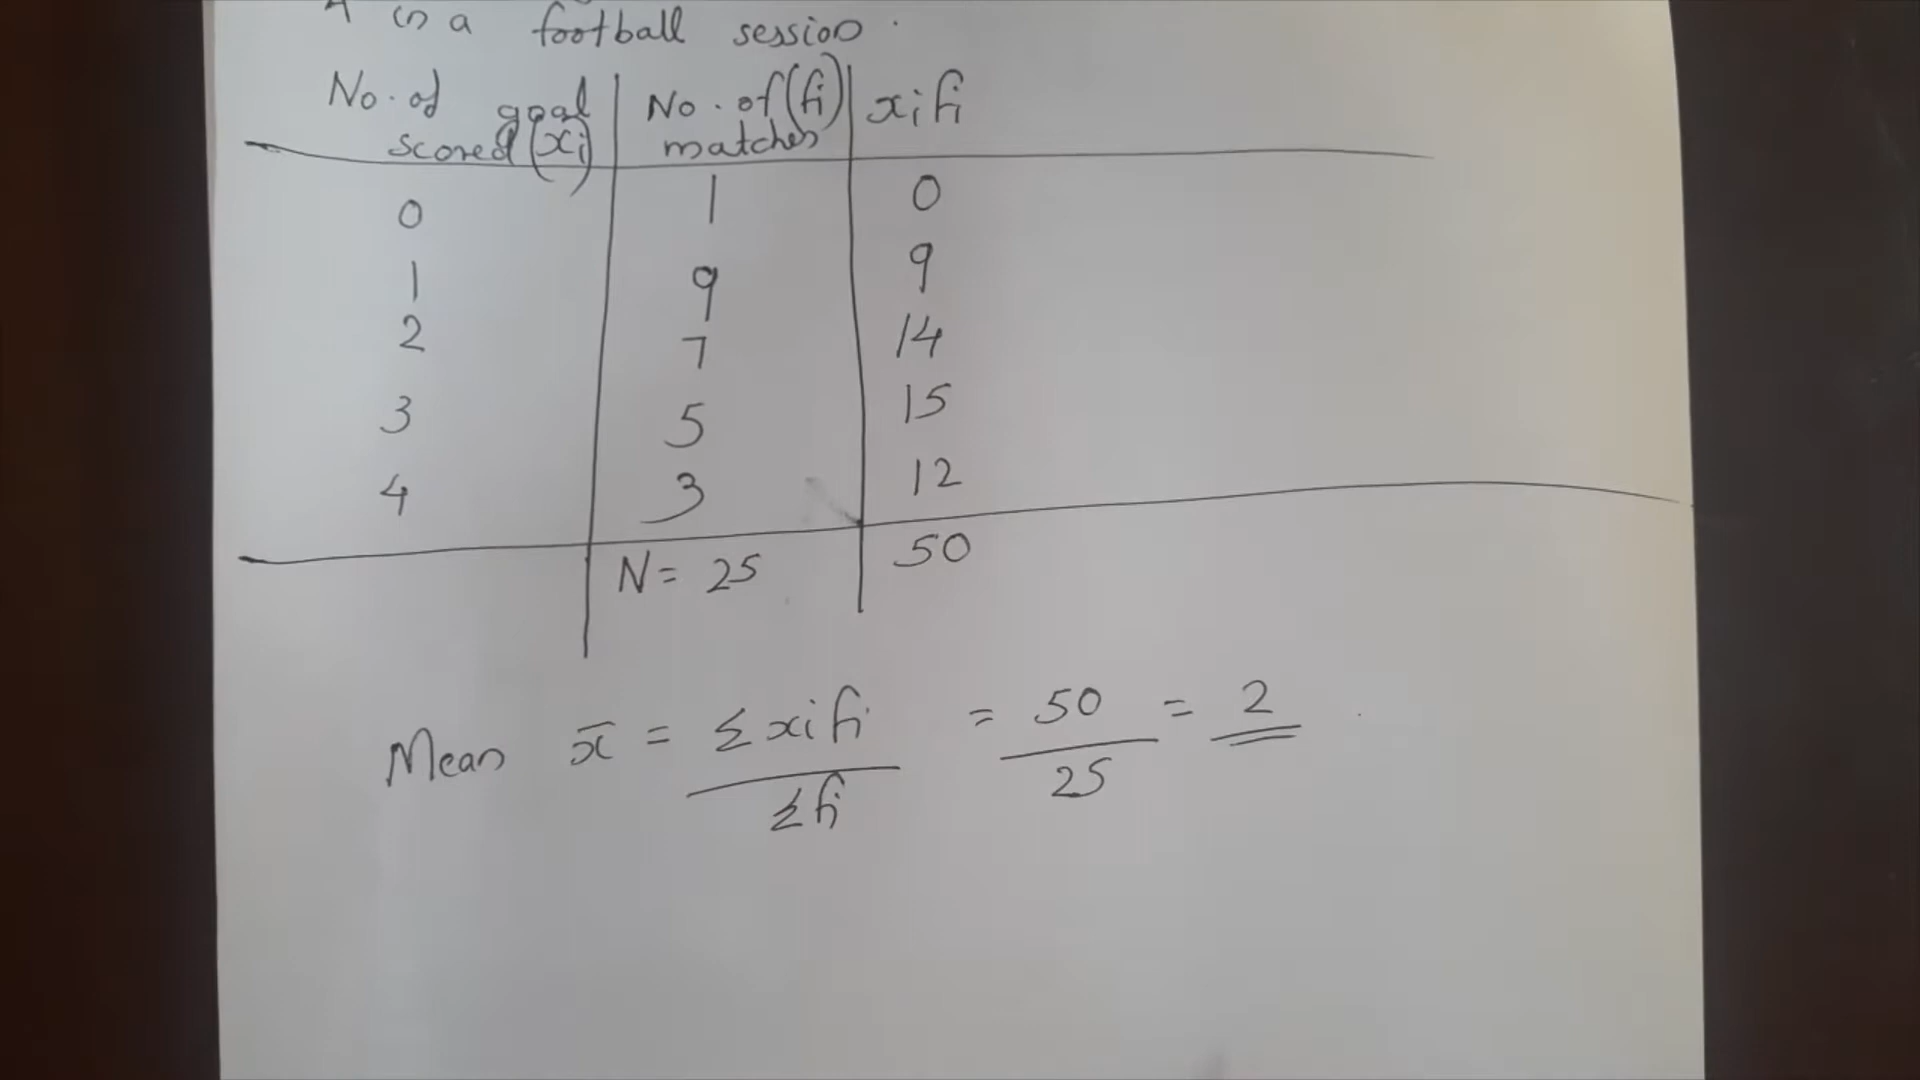 A in a football session.
No. of goal scored (xi) | No. of (fi) matches | xifi
0 | 1 | 0
1 | 9 | 9
2 | 7 | 14
3 | 5 | 15
4 | 3 | 12
N = 25 | 50
Mean x̄ = Σxifi / Σfi = 50 / 25 = 2